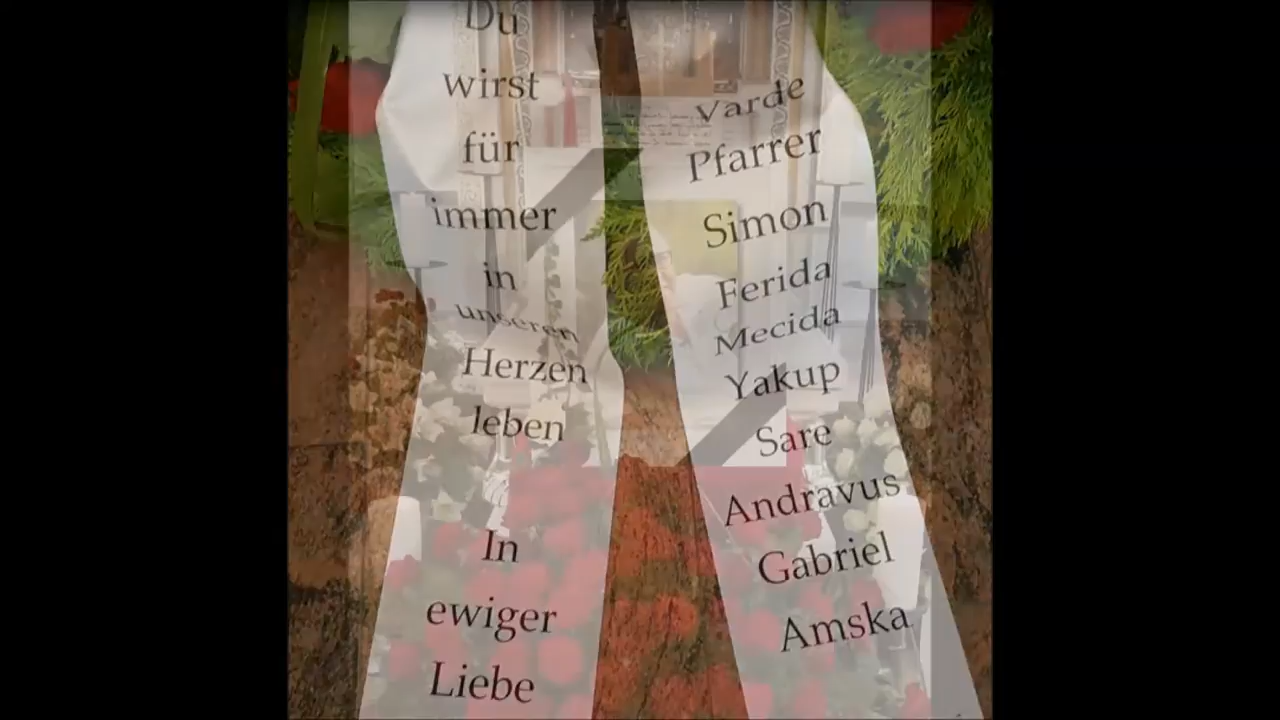 Du
wirst
für
immer
in
unseren
Herzen
leben
In
ewiger
Liebe
Varde
Pfarrer
Simon
Ferida
Mecida
Yakup
Sare
Andravus
Gabriel
Amska